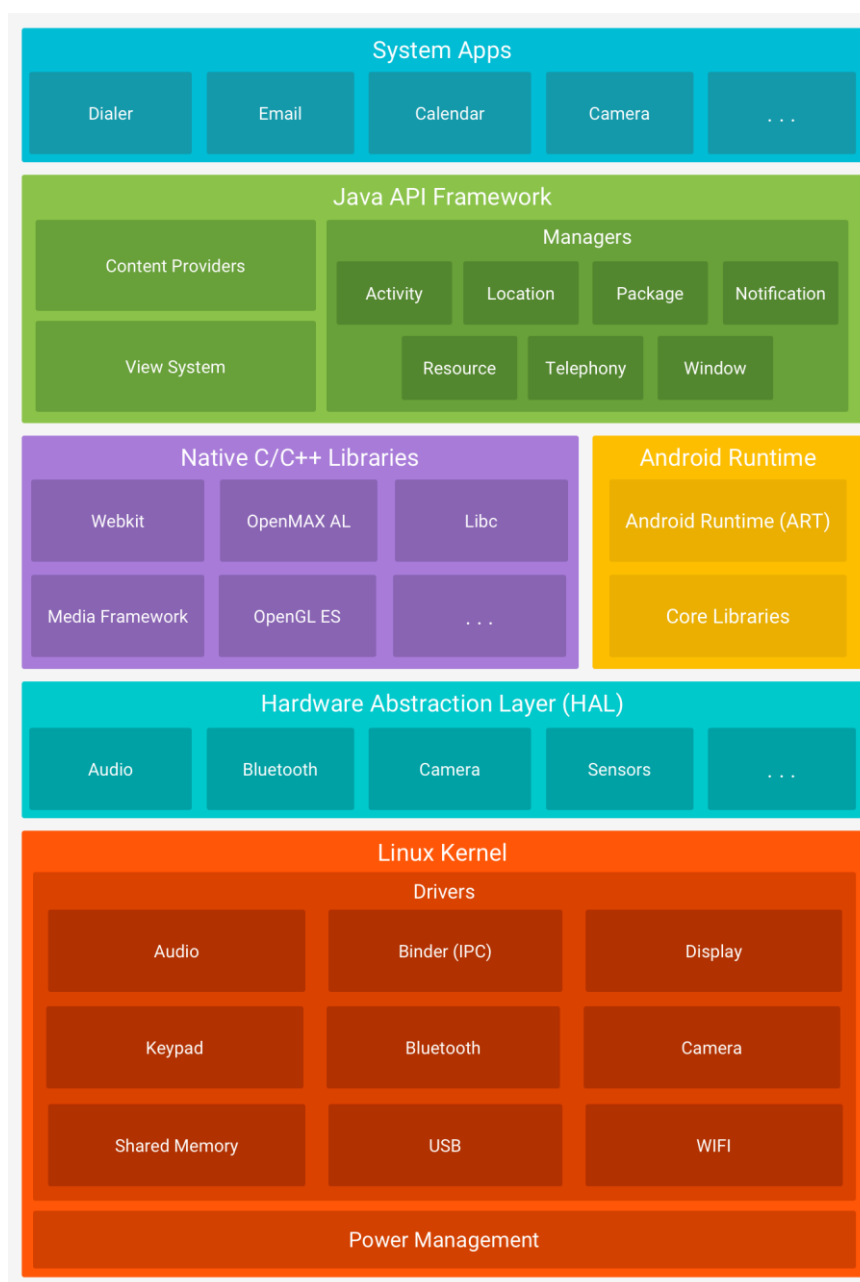 System Apps
Dialer
Email
Calendar
Camera
. . .
Java API Framework
Content Providers
View System
Managers
Activity
Location
Package
Notification
Resource
Telephony
Window
Native C/C++ Libraries
Webkit
OpenMAX AL
Libc
Media Framework
OpenGL ES
. . .
Android Runtime
Android Runtime (ART)
Core Libraries
Hardware Abstraction Layer (HAL)
Audio
Bluetooth
Camera
Sensors
. . .
Linux Kernel
Drivers
Audio
Binder (IPC)
Display
Keypad
Bluetooth
Camera
Shared Memory
USB
WIFI
Power Management